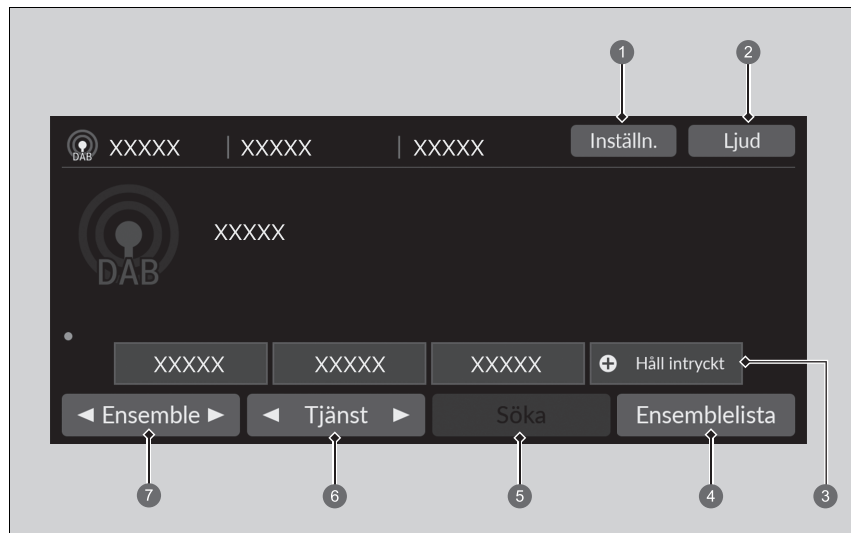 1 2
DAB XXXXX | XXXXX | XXXXX Inställn. Ljud
XXXXX
DAB
XXXXX XXXXX XXXXX Håll intryckt
Ensemble Tjänst Söka Ensemblelista
7 6 5 4 3